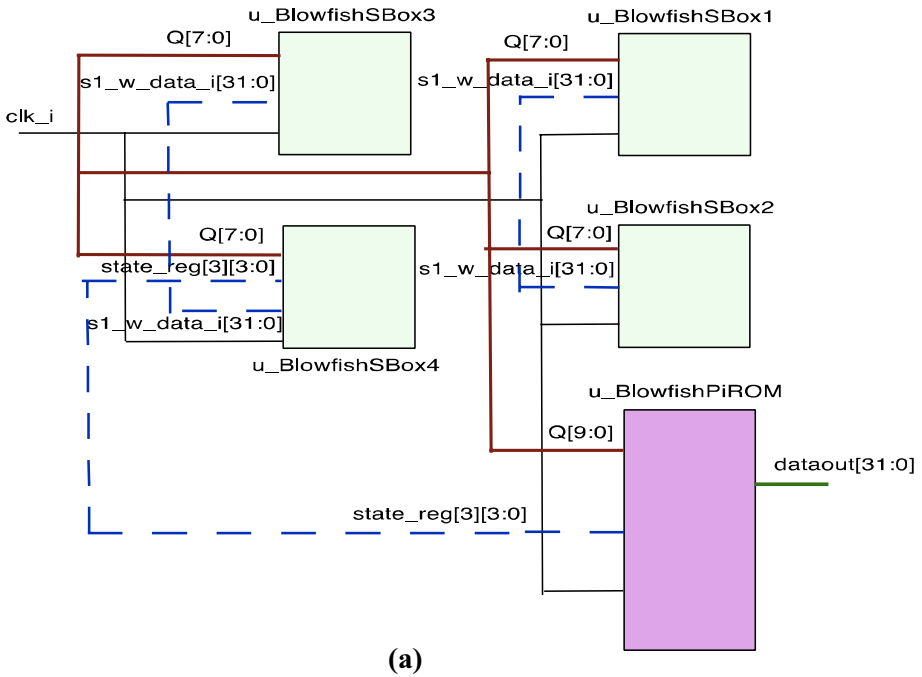 u_BlowfishSBox3
u_BlowfishSBox1
Q[7:0]
Q[7:0]
s1_w_data_i[31:0]
s1_w_data_i[31:0]
clk_i
u_BlowfishSBox2
Q[7:0]
Q[7:0]
state_reg[3][3:0]
s1_w_data_i[31:0]
s1_w_data_i[31:0]
u_BlowfishSBox4
u_BlowfishPiROM
Q[9:0]
dataout[31:0]
state_reg[3][3:0]
(a)